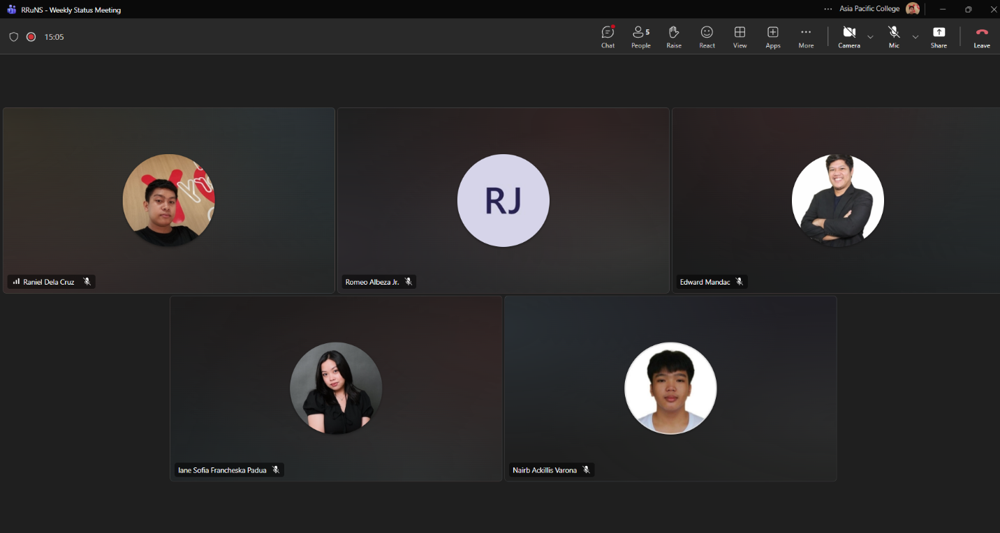 RRuNS - Weekly Status Meeting
Asia Pacific College
15:05
Chat
5
People
Raise
React
View
Apps
More
Camera
Mic
Share
Leave
Raniel Dela Cruz
RJ
Romeo Albeza Jr.
Edward Mandac
Iane Sofia Francheska Padua
Nairb Ackillis Varona